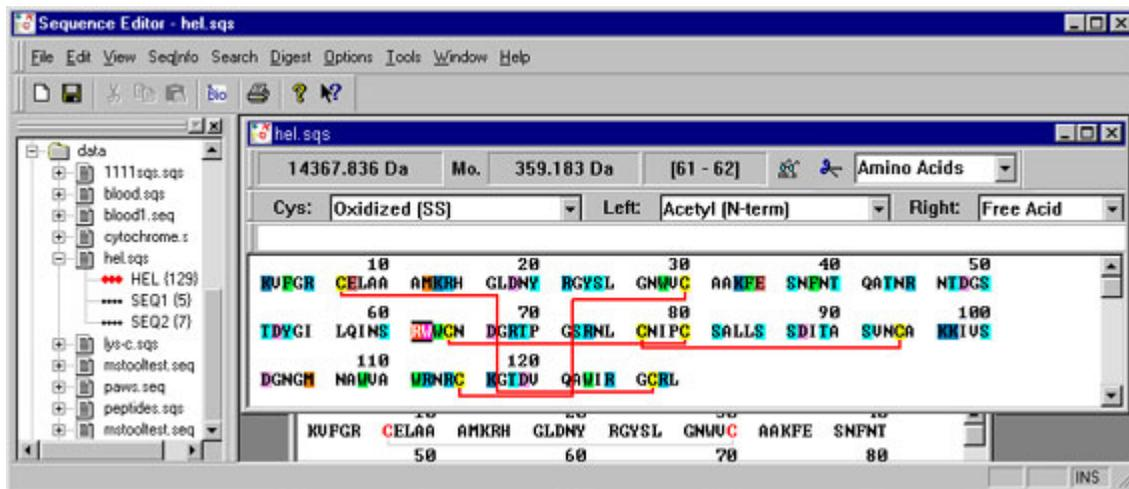 Sequence Editor - hel.sqs
File Edit View SeqInfo Search Digest Options Tools Window Help
Bio
data
1111sqs.sqs
blood.sqs
blood1.seq
cytochrome.s
hel.sqs
HEL {129}
SEQ1 {5}
SEQ2 {7}
lys-c.sqs
mstooltest.seq
paws.seq
peptides.sqs
mstooltest.seq
hel.sqs
14367.836 Da Mo. 359.183 Da [61 - 62] Amino Acids
Cys: Oxidized (SS) Left: Acetyl (N-term) Right: Free Acid
10 20 30 40 50
KVFGR CELAA AMKRH GLDNY RGYSL GNWVC AAKFE SNFNT QATNR NTDGS
60 70 80 90 100
TDYGI LQINS RWWCN DGRTP GSRNL CNIPC SALLS SDITA SVNCA KKIVS
110 120
DGNGM NAWVA WRNRC KGTDV QAWIR GCRL
KVFGR CELAA AMKRH GLDNY RGYSL GNWVC AAKFE SNFNT
50 60 70 80
INS